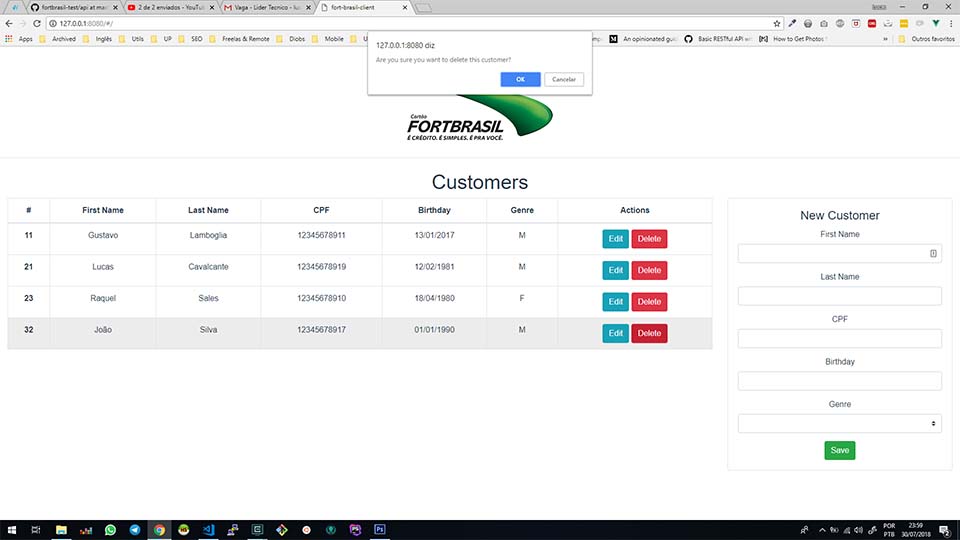 fortbrasil-test/api at mast
2 de 2 enviados - YouTub
Vaga - Lider Tecnico - luc
fort-brasil-client
127.0.0.1:8080/#/
Apps
Archived
Inglês
Utils
UP
SED
Freelas & Remote
Diobs
Mobile
An opinionated guid
Basic RESTful API wit
How to Get Photos T
»
Outros favoritos
127.0.0.1:8080 diz
Are you sure you want to delete this customer?
OK
Cancelar
Cartão
FORTBRASIL
É CRÉDITO. É SIMPLES. É PRA VOCÊ.
Customers
# First Name Last Name CPF Birthday Genre Actions
11 Gustavo Lamboglia 12345678911 13/01/2017 M Edit Delete
21 Lucas Cavalcante 12345678919 12/02/1981 M Edit Delete
23 Raquel Sales 12345678910 18/04/1980 F Edit Delete
32 João Silva 12345678917 01/01/1990 M Edit Delete
New Customer
First Name
Last Name
CPF
Birthday
Genre
Save
POR
PTB
23:59
30/07/2018